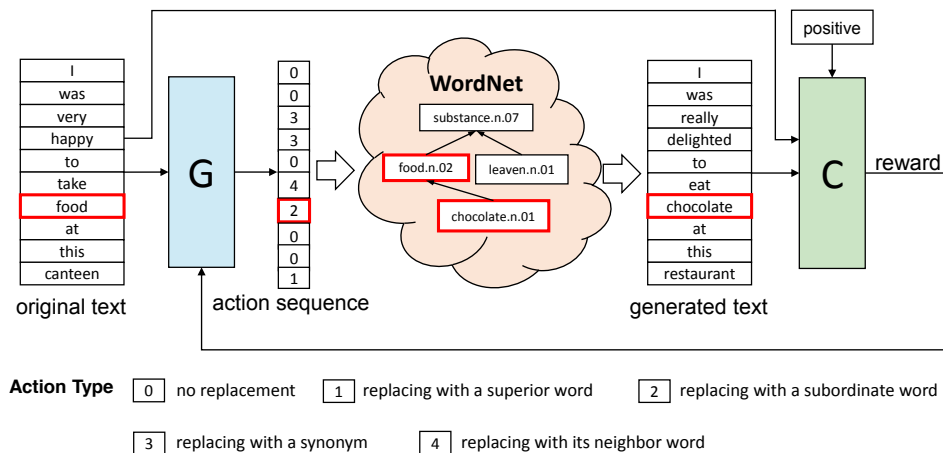 positive
I
was
very
happy
to
take
food
at
this
canteen
original text
G
0
0
3
3
0
4
2
0
0
1
action sequence
WordNet
substance.n.07
food.n.02
leaven.n.01
chocolate.n.01
I
was
really
delighted
to
eat
chocolate
at
this
restaurant
generated text
C
reward
Action Type
0 no replacement
1 replacing with a superior word
2 replacing with a subordinate word
3 replacing with a synonym
4 replacing with its neighbor word